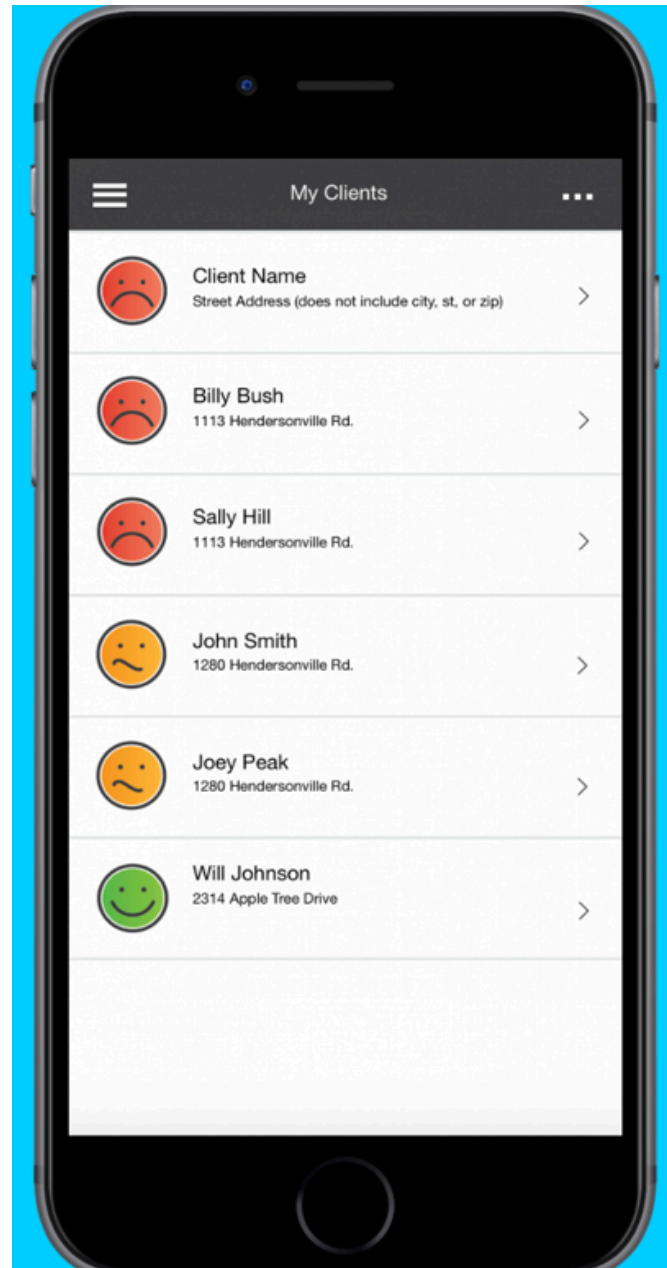 My Clients
Client Name
Street Address (does not include city, st, or zip)
Billy Bush
1113 Hendersonville Rd.
Sally Hill
1113 Hendersonville Rd.
John Smith
1280 Hendersonville Rd.
Joey Peak
1280 Hendersonville Rd.
Will Johnson
2314 Apple Tree Drive